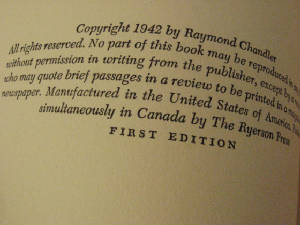 Copyright 1942 by Raymond Chandler
All rights reserved. No part of this book may be reproduced in
without permission in writing from the publisher, except by a
who may quote brief passages in a review to be printed in a
newspaper. Manufactured in the United States of America.
simultaneously in Canada by The Ryerson Press
FIRST EDITION